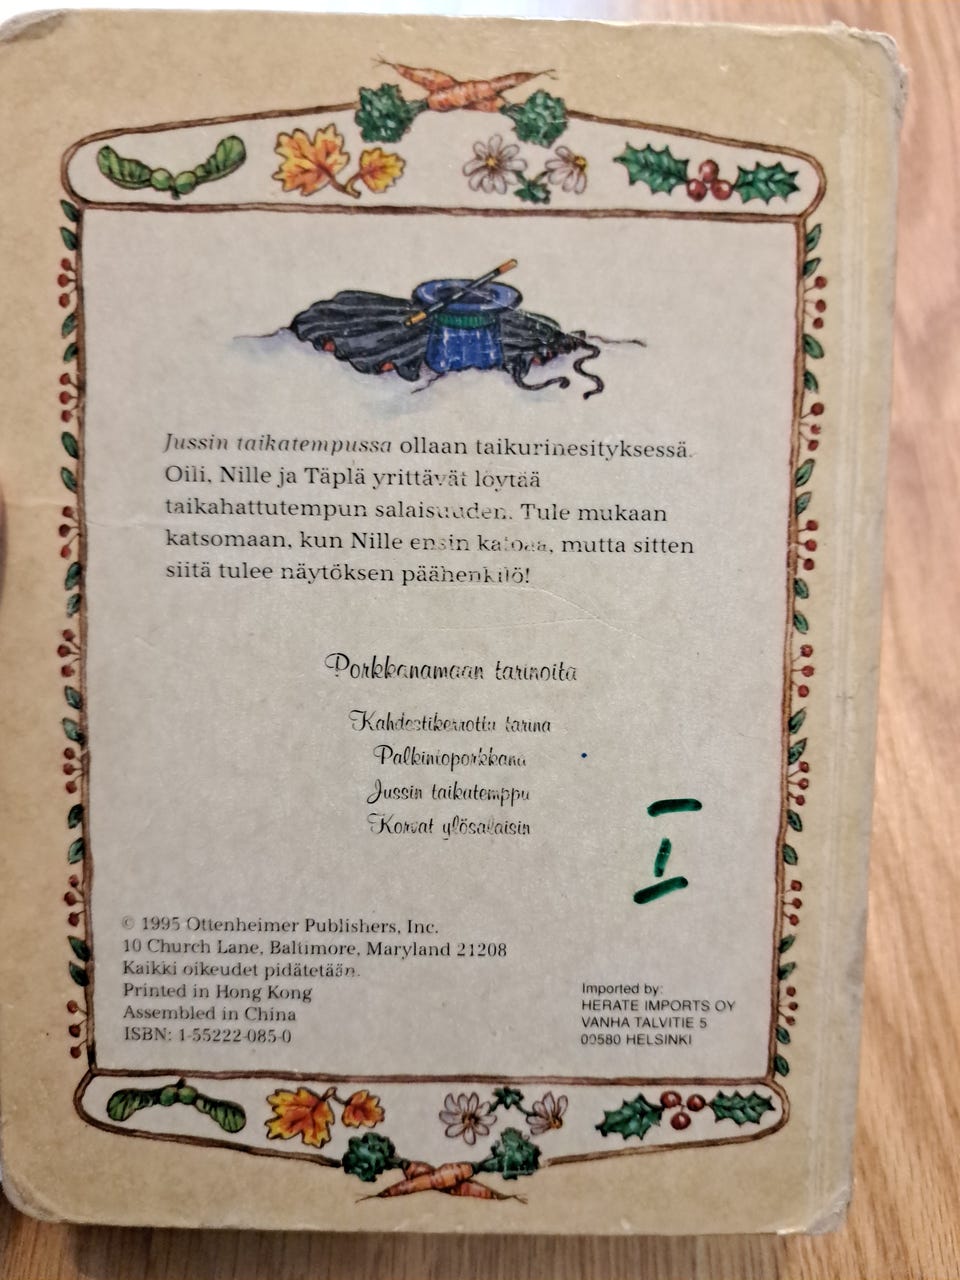 Jussin taikatempussa ollaan taikurinesityksessä.
Oili, Nille ja Täplä yrittävät löytää
taikahattutempun salaisuuden. Tule mukaan
katsomaan, kun Nille ensin katoaa, mutta sitten
siitä tulee näytöksen päähenkilö!
Porkkanamaan tarinoita
Kahdestikerrottu tarina
Palkintoporkkana
Jussin taikatemppu
Korvat ylösalaisin
© 1995 Ottenheimer Publishers, Inc.
10 Church Lane, Baltimore, Maryland 21208
Kaikki oikeudet pidätetään.
Printed in Hong Kong
Assembled in China
ISBN: 1-55222-085-0
Imported by:
HERATE IMPORTS OY
VANHA TALVITIE 5
00580 HELSINKI